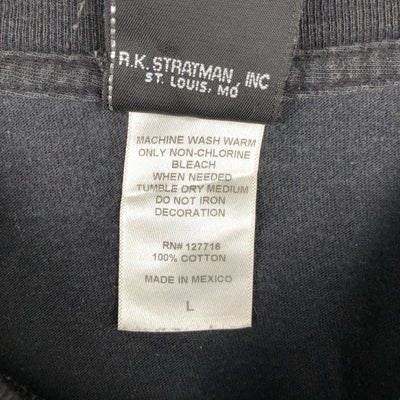 R.K. STRATMAN, INC
ST. LOUIS, MO
MACHINE WASH WARM
ONLY NON-CHLORINE
BLEACH
WHEN NEEDED
TUMBLE DRY MEDIUM
DO NOT IRON
DECORATION
RN# 127716
100% COTTON
MADE IN MEXICO
L